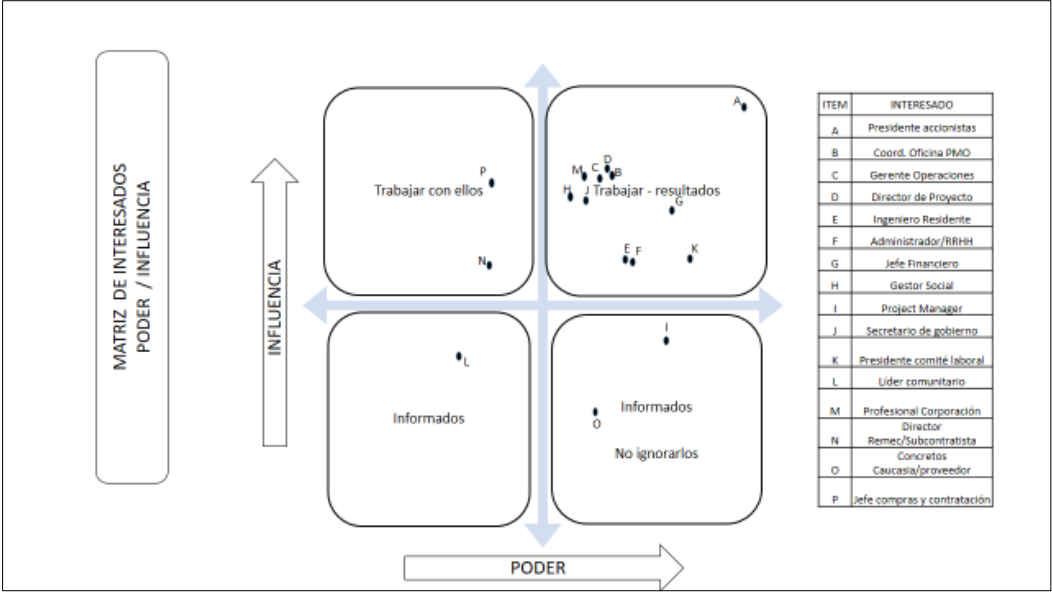 MATRIZ DE INTERESADOS
PODER / INFLUENCIA
INFLUENCIA
Trabajar con ellos
P
N
Trabajar - resultados
A
D
M
C
B
H
J
G
E
F
K
Informados
L
Informados
No ignorarlos
I
O
PODER
ITEM INTERESADO
A Presidente accionistas
B Coord. Oficina PMO
C Gerente Operaciones
D Director de Proyecto
E Ingeniero Residente
F Administrador/RRHH
G Jefe Financiero
H Gestor Social
I Project Manager
J Secretario de gobierno
K Presidente comité laboral
L Líder comunitario
M Profesional Corporación
N Director
Remec/Subcontratista
O Concretos
Caucasia/proveedor
P Jefe compras y contratación